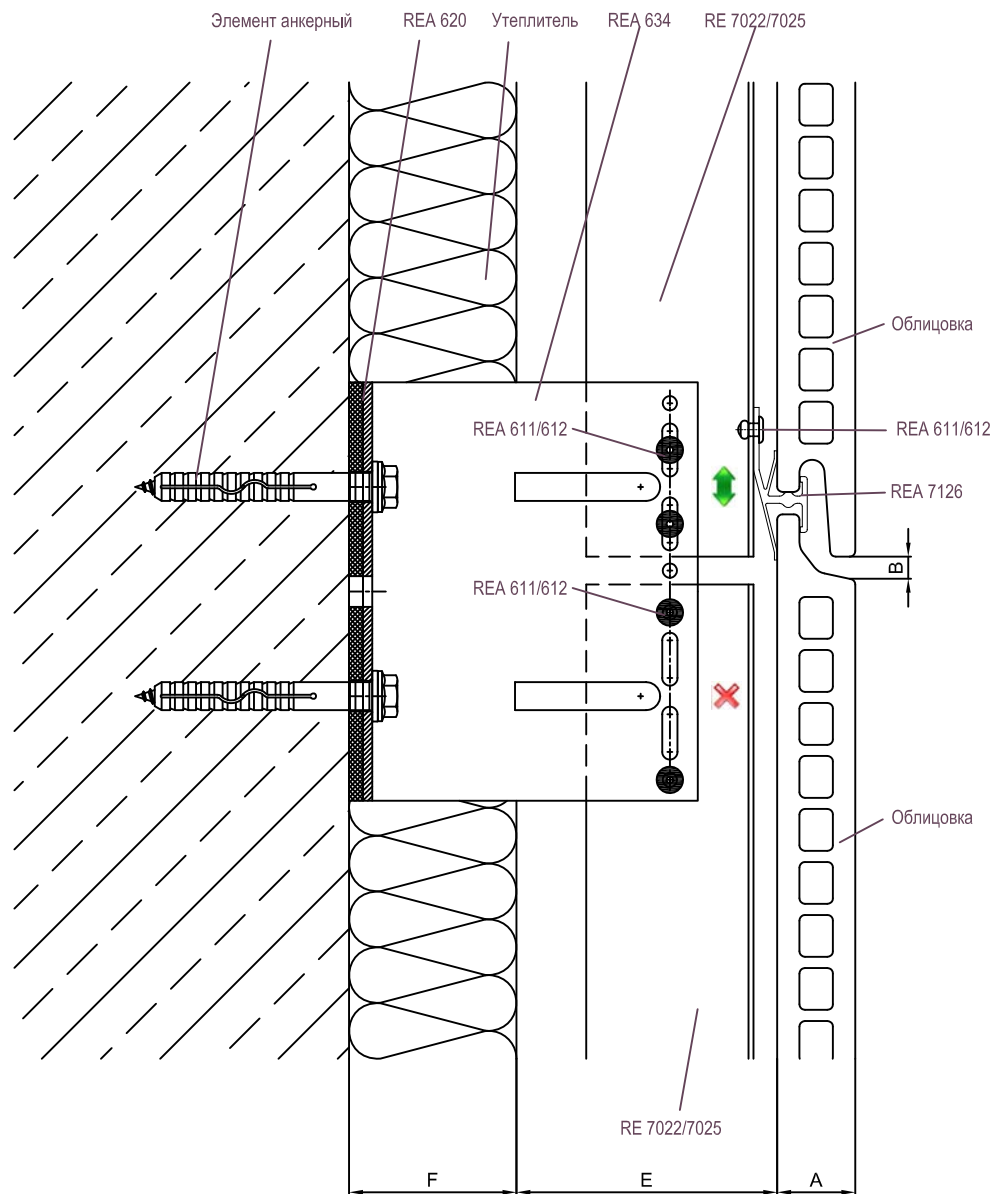 Элемент анкерный
REA 620
Утеплитель
REA 634
RE 7022/7025
Облицовка
REA 611/612
REA 611/612
REA 7126
B
REA 611/612
Облицовка
RE 7022/7025
F
E
A